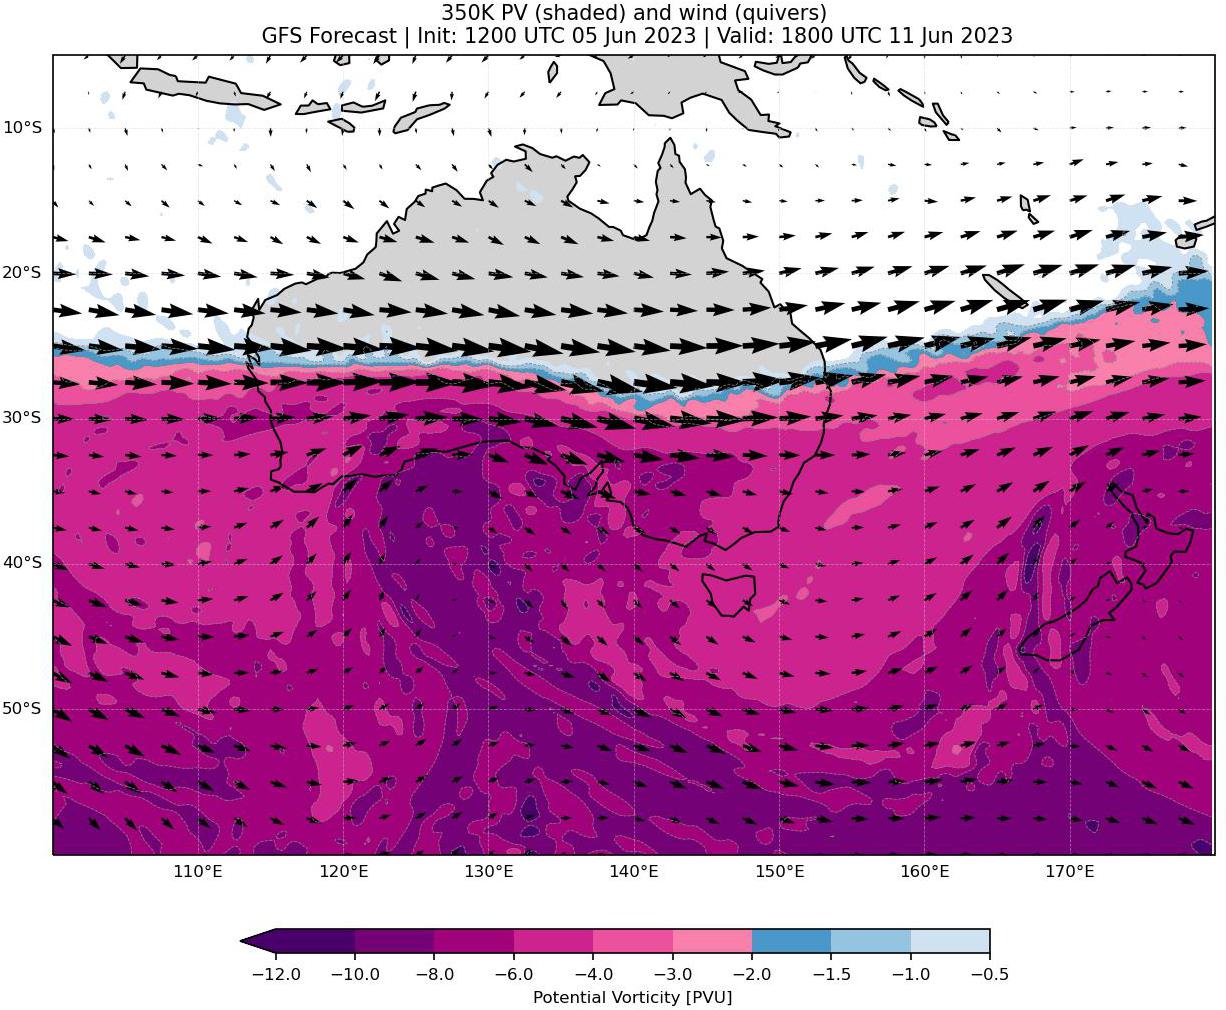 350K PV (shaded) and wind (quivers)
GFS Forecast | Init: 1200 UTC 05 Jun 2023 | Valid: 1800 UTC 11 Jun 2023
10°S
20°S
30°S
40°S
50°S
110°E 120°E 130°E 140°E 150°E 160°E 170°E
−12.0 −10.0 −8.0 −6.0 −4.0 −3.0 −2.0 −1.5 −1.0 −0.5
Potential Vorticity [PVU]